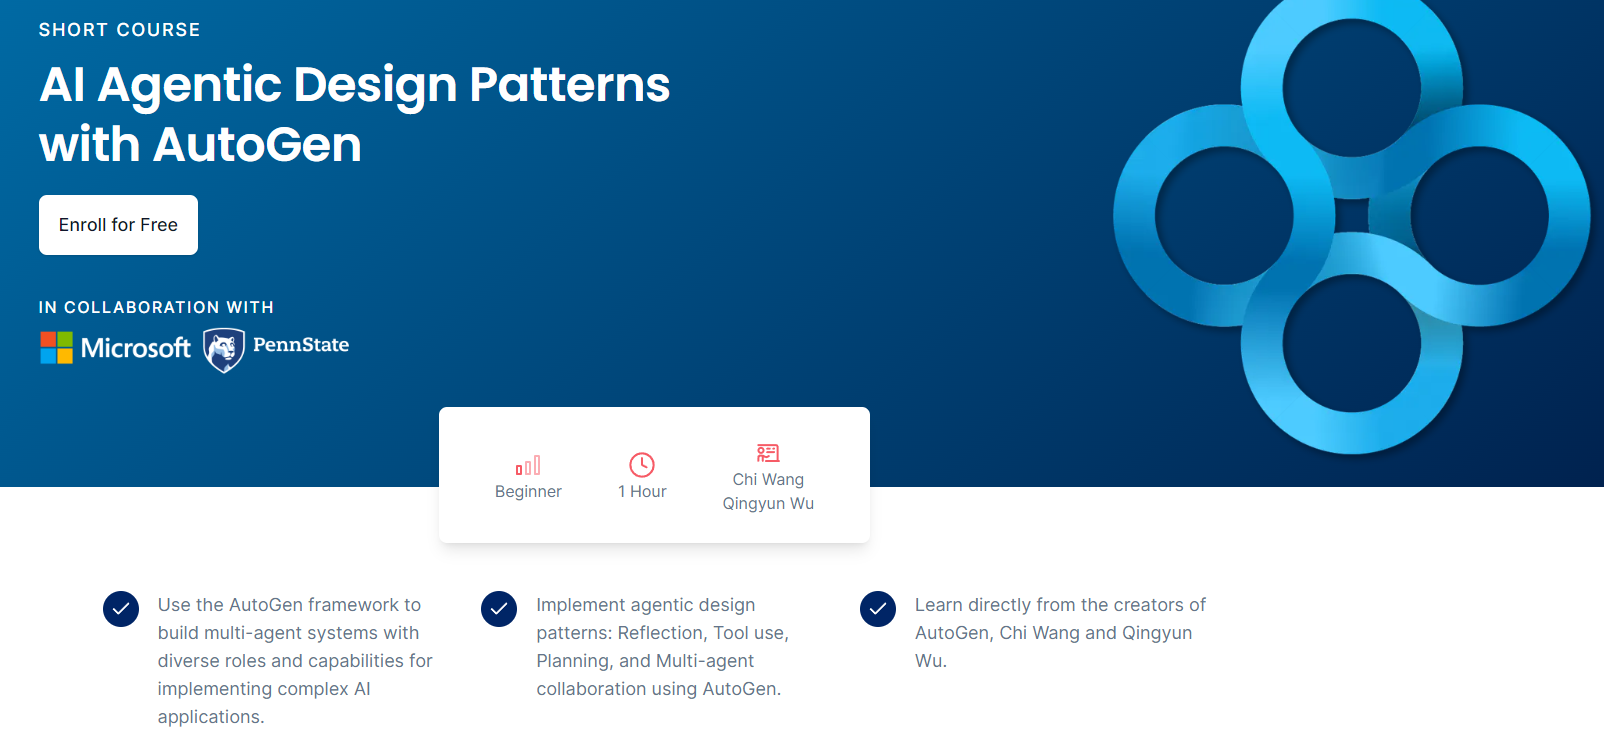 SHORT COURSE
AI Agentic Design Patterns
with AutoGen
Enroll for Free
IN COLLABORATION WITH
Microsoft PennState
Beginner
1 Hour
Chi Wang
Qingyun Wu
Use the AutoGen framework to
build multi-agent systems with
diverse roles and capabilities for
implementing complex AI
applications.
Implement agentic design
patterns: Reflection, Tool use,
Planning, and Multi-agent
collaboration using AutoGen.
Learn directly from the creators of
AutoGen, Chi Wang and Qingyun
Wu.